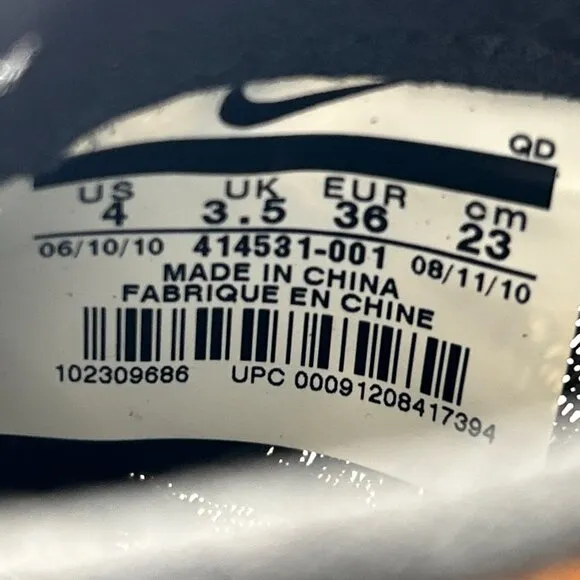 QD
US UK EUR cm
4 3.5 36 23
06/10/10 414531-001 08/11/10
MADE IN CHINA
FABRIQUE EN CHINE
102309686 UPC 00091208417394